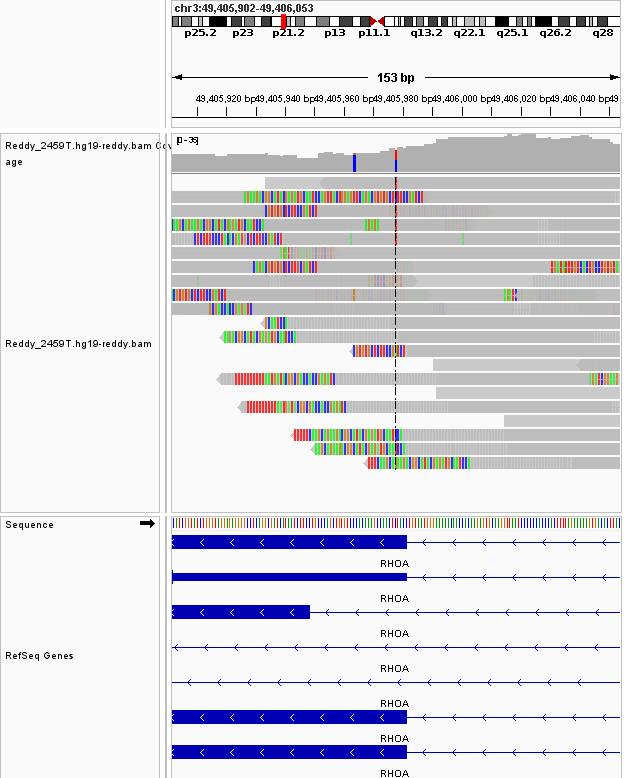 chr3:49,405,902-49,406,053
p25.2 p23 p21.2 p13 p11.1 q13.2 q22.1 q25.1 q26.2 q28
153 bp
49,405,920 bp 49,405,940 bp 49,405,960 bp 49,405,980 bp 49,406,000 bp 49,406,020 bp 49,406,040 bp 49
Reddy_2459T.hg19-reddy.bam Cov
age
Reddy_2459T.hg19-reddy.bam
Sequence
RHOA
RHOA
RHOA
RefSeq Genes
RHOA
RHOA
RHOA
RHOA